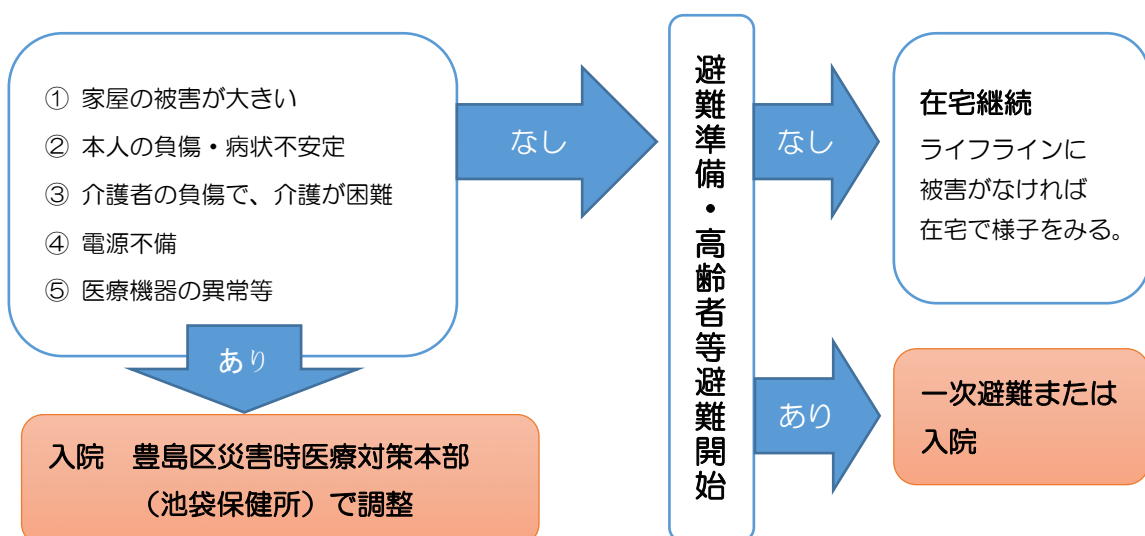 ① 家屋の被害が大きい
② 本人の負傷・病状不安定
③ 介護者の負傷で、介護が困難
④ 電源不備
⑤ 医療機器の異常等
なし
あり
入院　豊島区災害時医療対策本部
（池袋保健所）で調整
避難準備・高齢者等避難開始
なし
在宅継続
ライフラインに
被害がなければ
在宅で様子をみる。
あり
一次避難または
入院